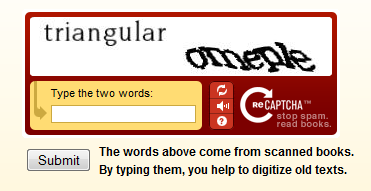 triangular omeple
Type the two words:
reCAPTCHA™
stop spam.
read books.
Submit
The words above come from scanned books.
By typing them, you help to digitize old texts.